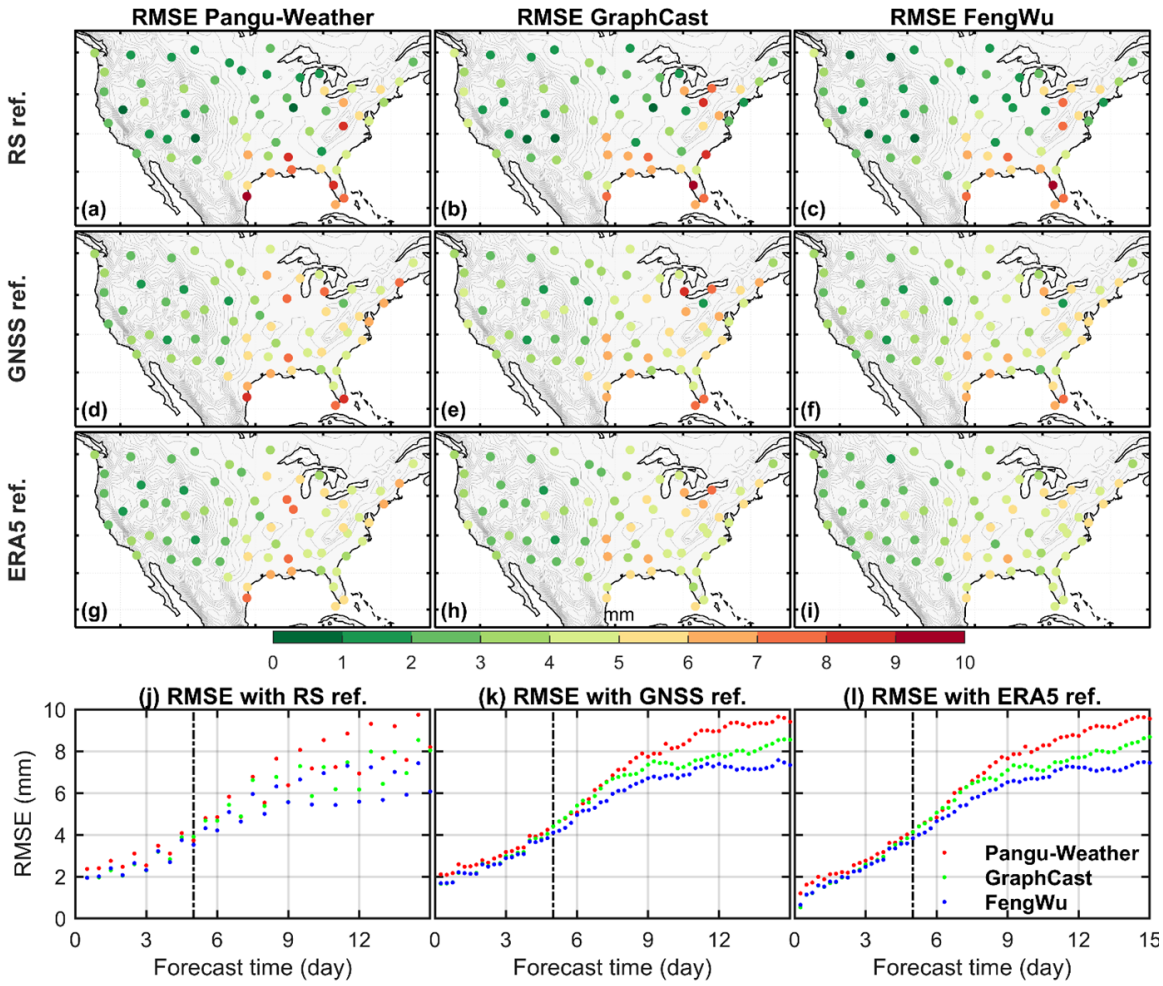 RMSE Pangu-Weather RMSE GraphCast RMSE FengWu
RS ref.
(a) (b) (c)
GNSS ref.
(d) (e) (f)
ERA5 ref.
(g) (h) (i)
mm
0 1 2 3 4 5 6 7 8 9 10
(j) RMSE with RS ref. (k) RMSE with GNSS ref. (l) RMSE with ERA5 ref.
RMSE (mm)
10
8
6
4
2
0
Pangu-Weather
GraphCast
FengWu
0 3 6 9 12 0 3 6 9 12 0 3 6 9 12 15
Forecast time (day) Forecast time (day) Forecast time (day)